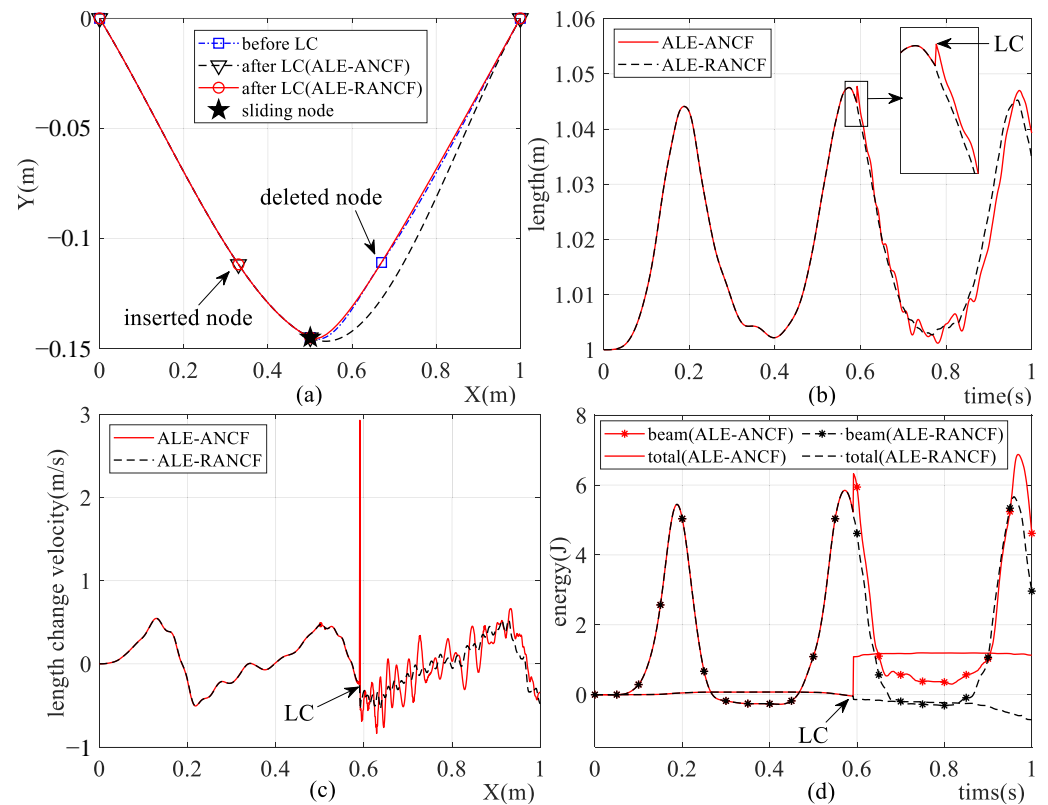 before LC
after LC(ALE-ANCF)
after LC(ALE-RANCF)
sliding node
deleted node
inserted node
Y(m)
0
−0.05
−0.1
−0.15
0 0.2 0.4 0.6 0.8 1
X(m)
(a)
ALE-ANCF
ALE-RANCF
LC
length(m)
1.06
1.05
1.04
1.03
1.02
1.01
1
0 0.2 0.4 0.6 0.8 1
time(s)
(b)
ALE-ANCF
ALE-RANCF
LC
length change velocity(m/s)
3
2
1
0
−1
0 0.2 0.4 0.6 0.8 1
X(m)
(c)
beam(ALE-ANCF) beam(ALE-RANCF)
total(ALE-ANCF) total(ALE-RANCF)
LC
energy(J)
8
6
4
2
0
0 0.2 0.4 0.6 0.8 1
tims(s)
(d)